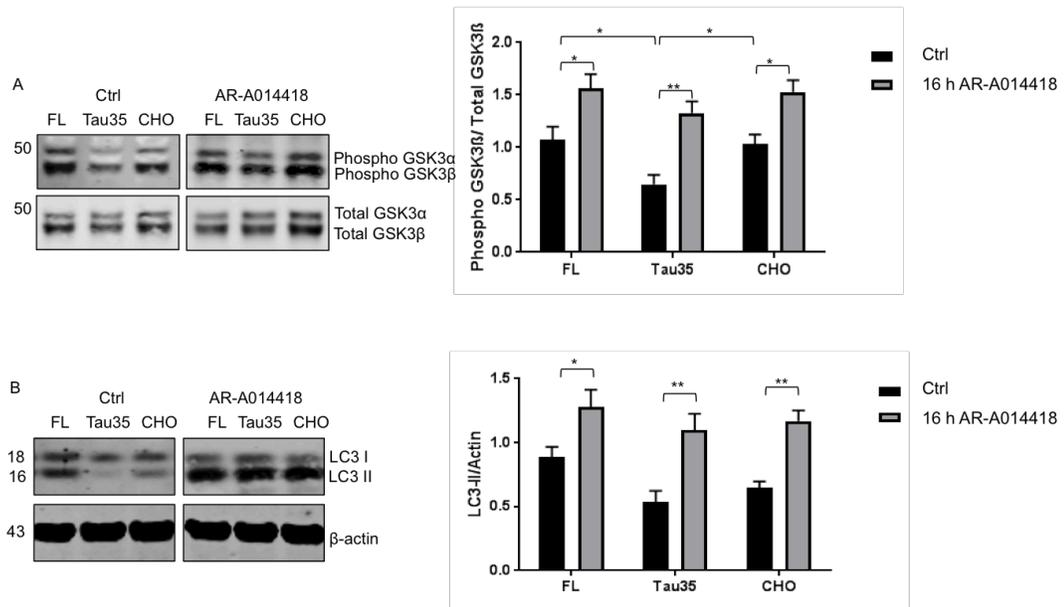 A
Ctrl
AR-A014418
FL Tau35 CHO
FL Tau35 CHO
50
Phospho GSK3α
Phospho GSK3β
50
Total GSK3α
Total GSK3β
Phospho GSK3ß/ Total GSK3ß
2.0
1.5
1.0
0.5
0.0
* *
* ** *
FL Tau35 CHO
Ctrl
16 h AR-A014418
B
Ctrl
AR-A014418
FL Tau35 CHO
FL Tau35 CHO
18
LC3 I
16
LC3 II
43
β-actin
LC3-II/Actin
1.5
1.0
0.5
0.0
* ** **
FL Tau35 CHO
Ctrl
16 h AR-A014418